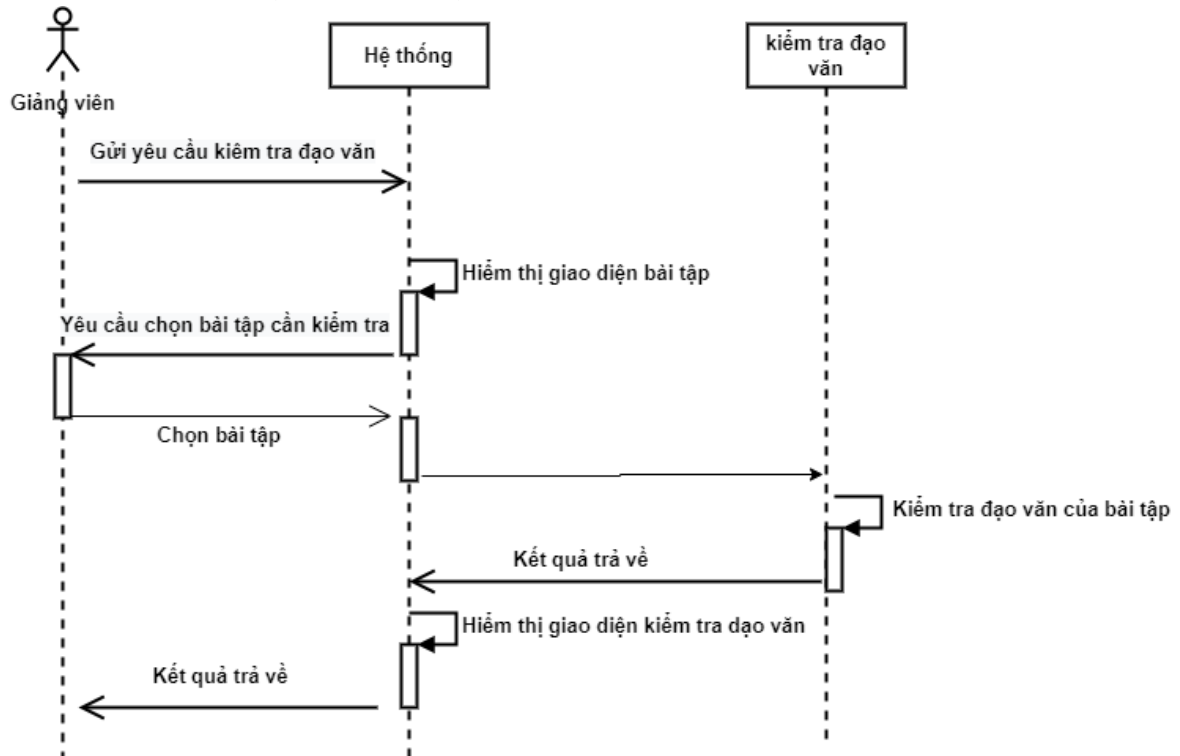 Giảng viên
Hệ thống
kiểm tra đạo
văn
Gửi yêu cầu kiêm tra đạo văn
Hiểm thị giao diện bài tập
Yêu cầu chọn bài tập cần kiểm tra
Chọn bài tập
Kiểm tra đạo văn của bài tập
Kết quả trả về
Hiểm thị giao diện kiểm tra dạo văn
Kết quả trả về